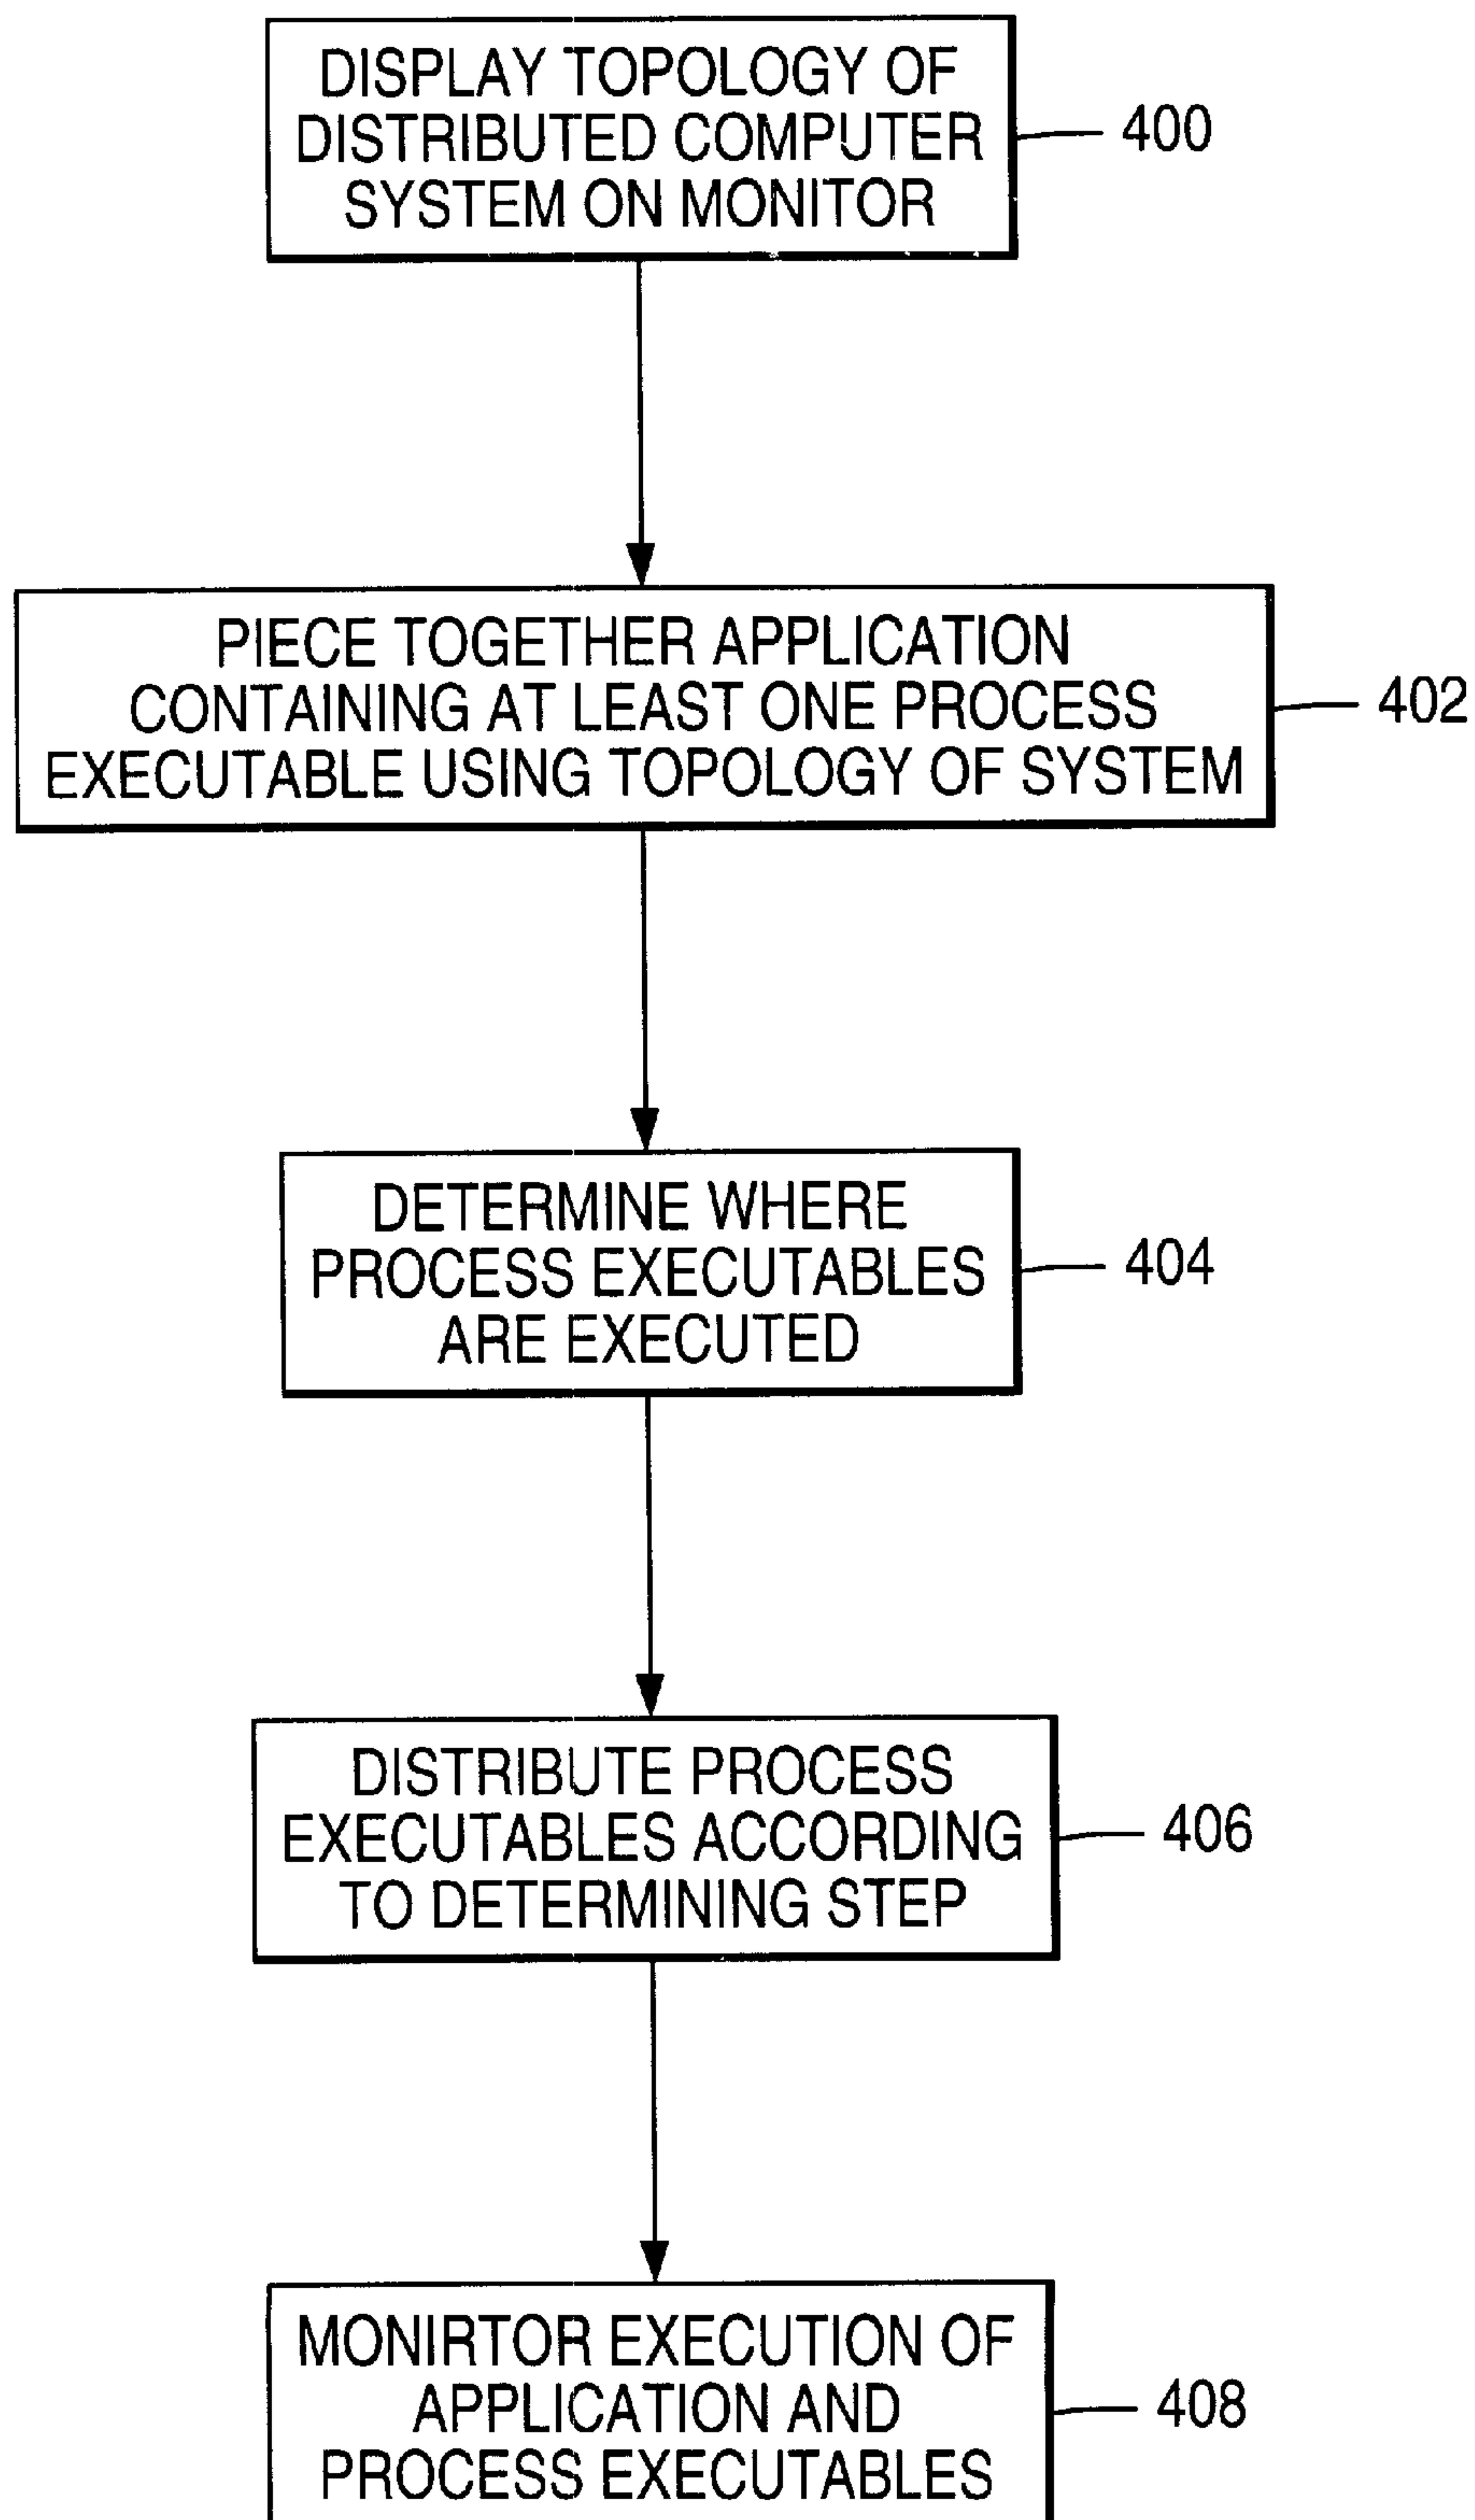 DISPLAY TOPOLOGY OF
DISTRIBUTED COMPUTER
SYSTEM ON MONITOR
400
PIECE TOGETHER APPLICATION
CONTAINING AT LEAST ONE PROCESS
EXECUTABLE USING TOPOLOGY OF SYSTEM
402
DETERMINE WHERE
PROCESS EXECUTABLES
ARE EXECUTED
404
DISTRIBUTE PROCESS
EXECUTABLES ACCORDING
TO DETERMINING STEP
406
MONIRTOR EXECUTION OF
APPLICATION AND
PROCESS EXECUTABLES
408